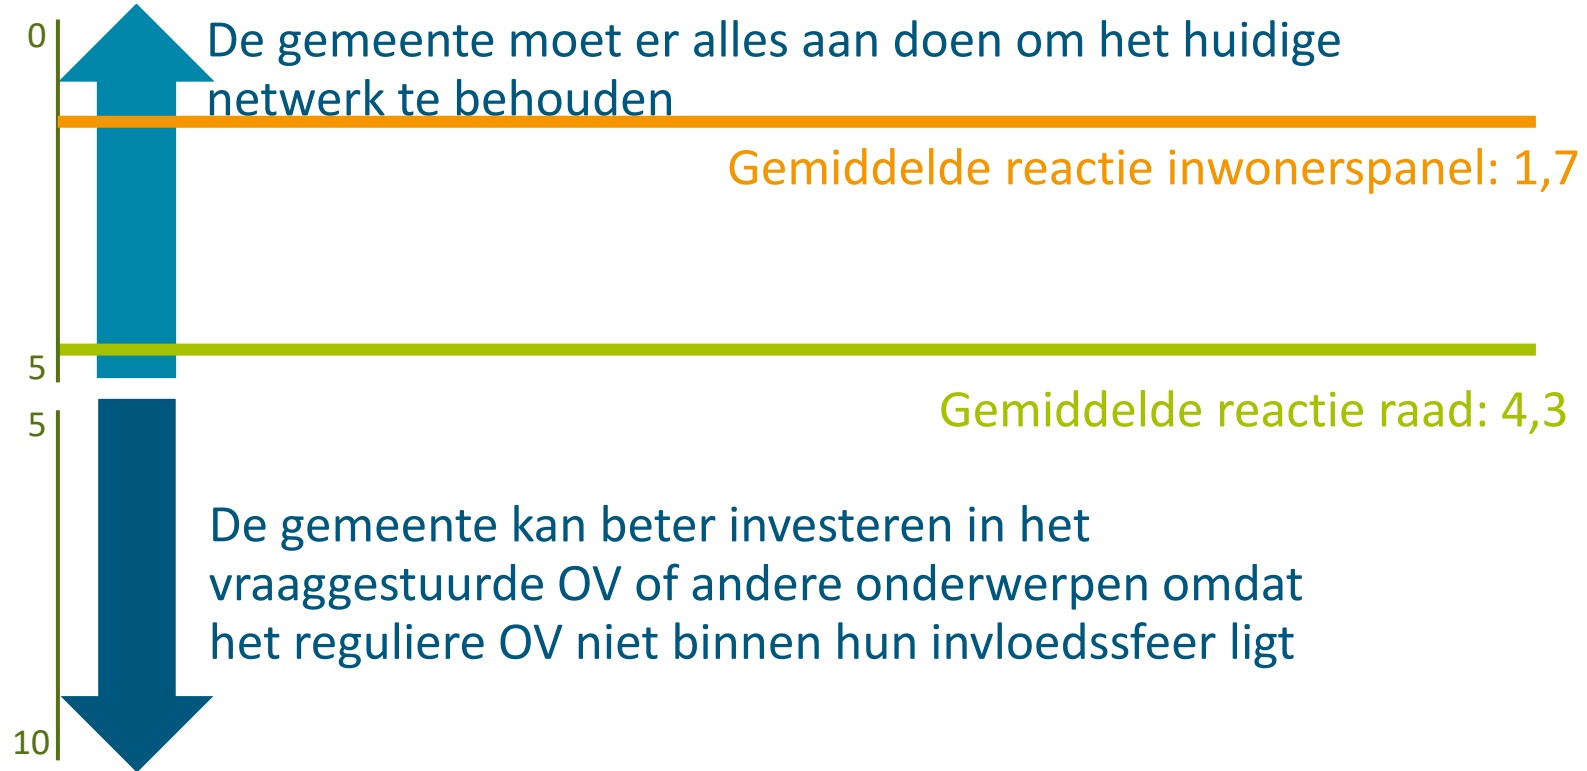 0
De gemeente moet er alles aan doen om het huidige
netwerk te behouden
Gemiddelde reactie inwonerspanel: 1,7
5
Gemiddelde reactie raad: 4,3
5
De gemeente kan beter investeren in het
vraaggestuurde OV of andere onderwerpen omdat
het reguliere OV niet binnen hun invloedssfeer ligt
10